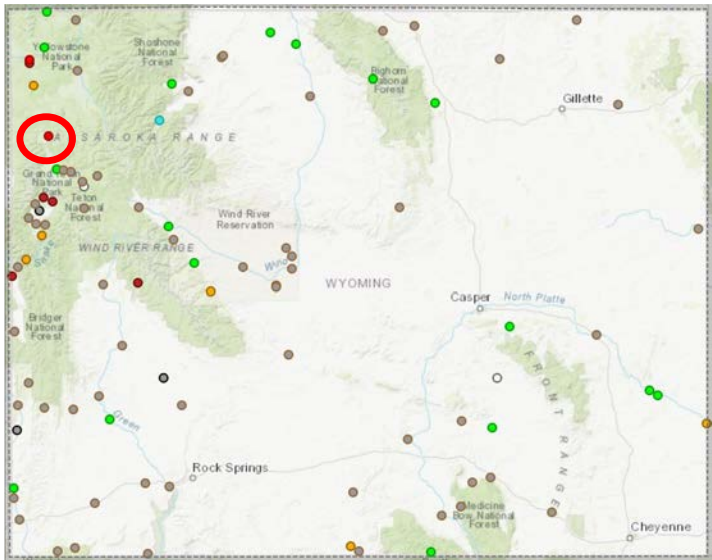 Yellowstone
National
Park
Shoshone
National
Forest
Bighorn
National
Forest
Gillette
SAROKA RANGE
Grand Teton
National
Park
Teton
National
Forest
Wind River
Reservation
WIND RIVER RANGE
Snake
Wind
WYOMING
Casper
North Platte
Bridger
National
Forest
FRONT RANGE
Green
Rock Springs
Medicine
Bow National
Forest
Cheyenne